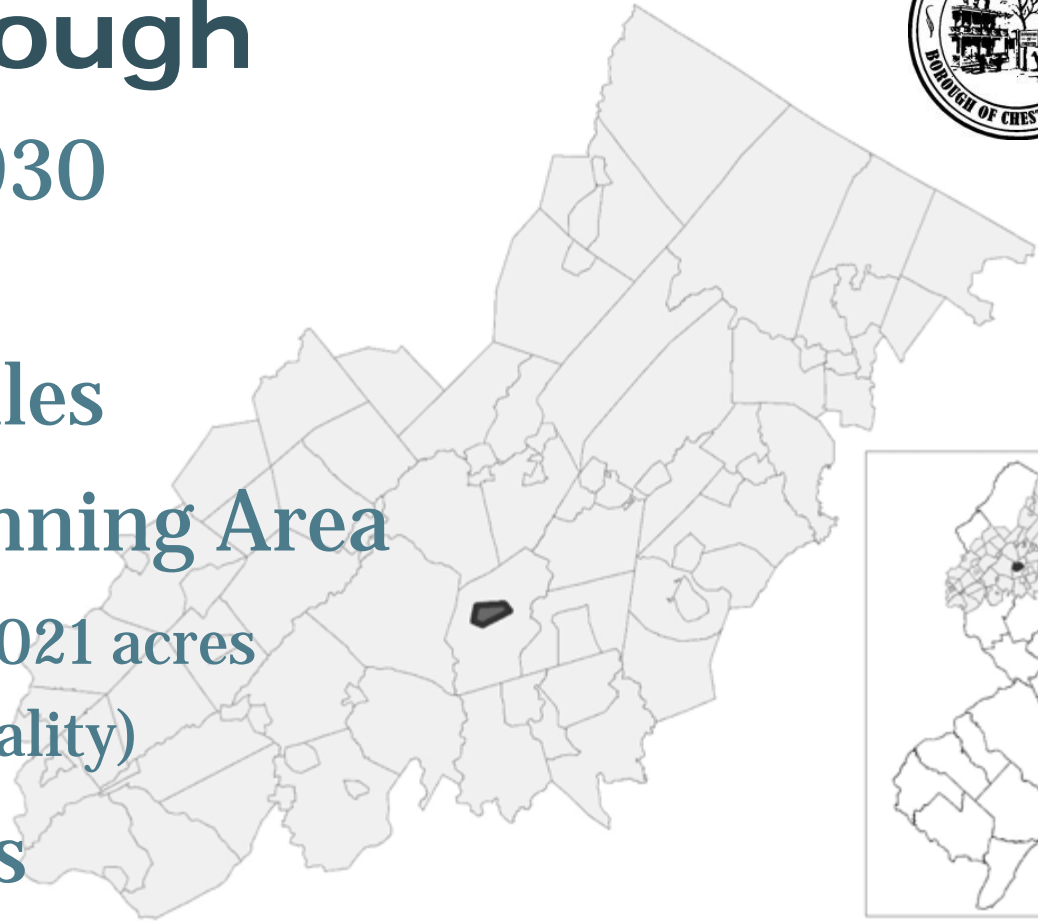 ough
030
les
nning Area
021 acres
ality)
s
BOROUGH OF CHES